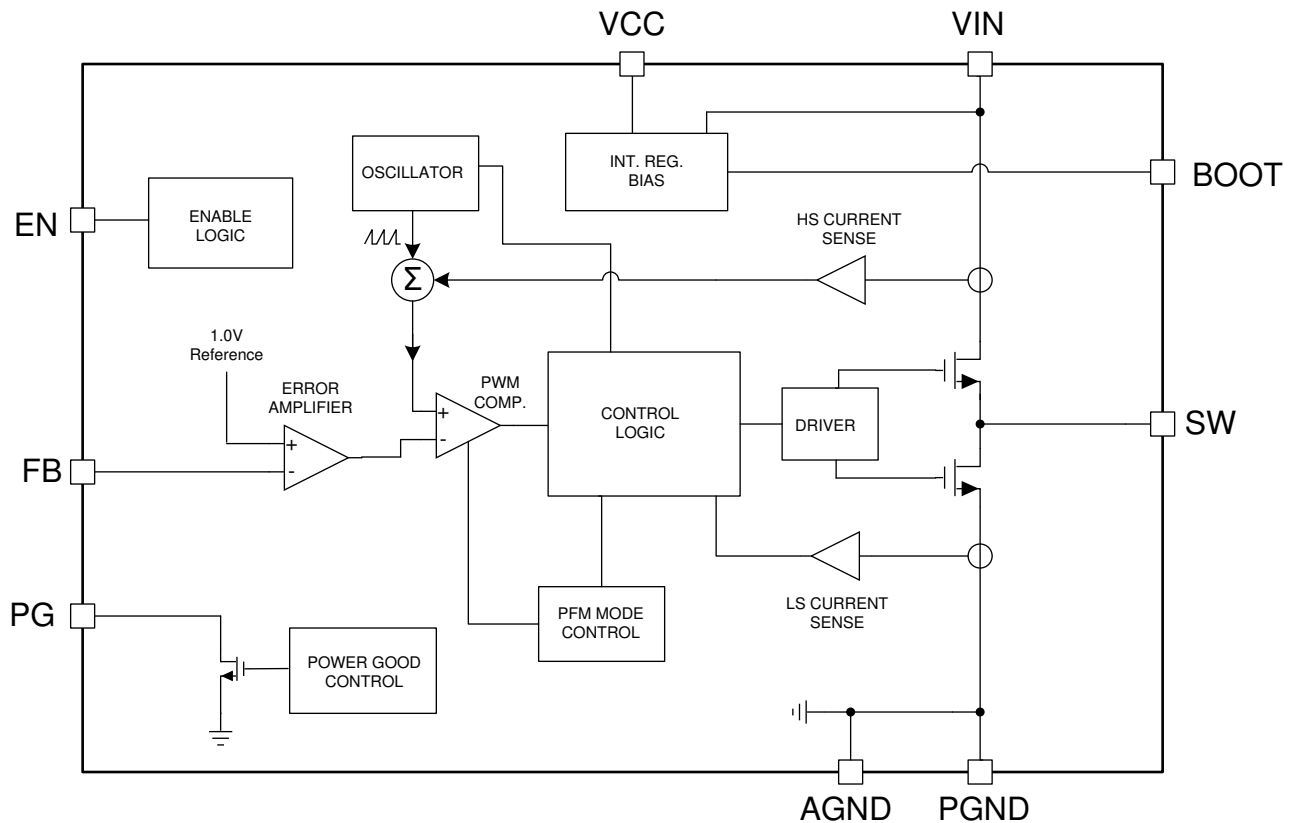 VCC
VIN
OSCILLATOR
INT. REG.
BIAS
BOOT
EN
ENABLE
LOGIC
HS CURRENT
SENSE
Σ
1.0V
Reference
ERROR
AMPLIFIER
PWM
COMP.
+
-
+
-
CONTROL
LOGIC
DRIVER
SW
FB
PG
PFM MODE
CONTROL
LS CURRENT
SENSE
POWER GOOD
CONTROL
AGND
PGND